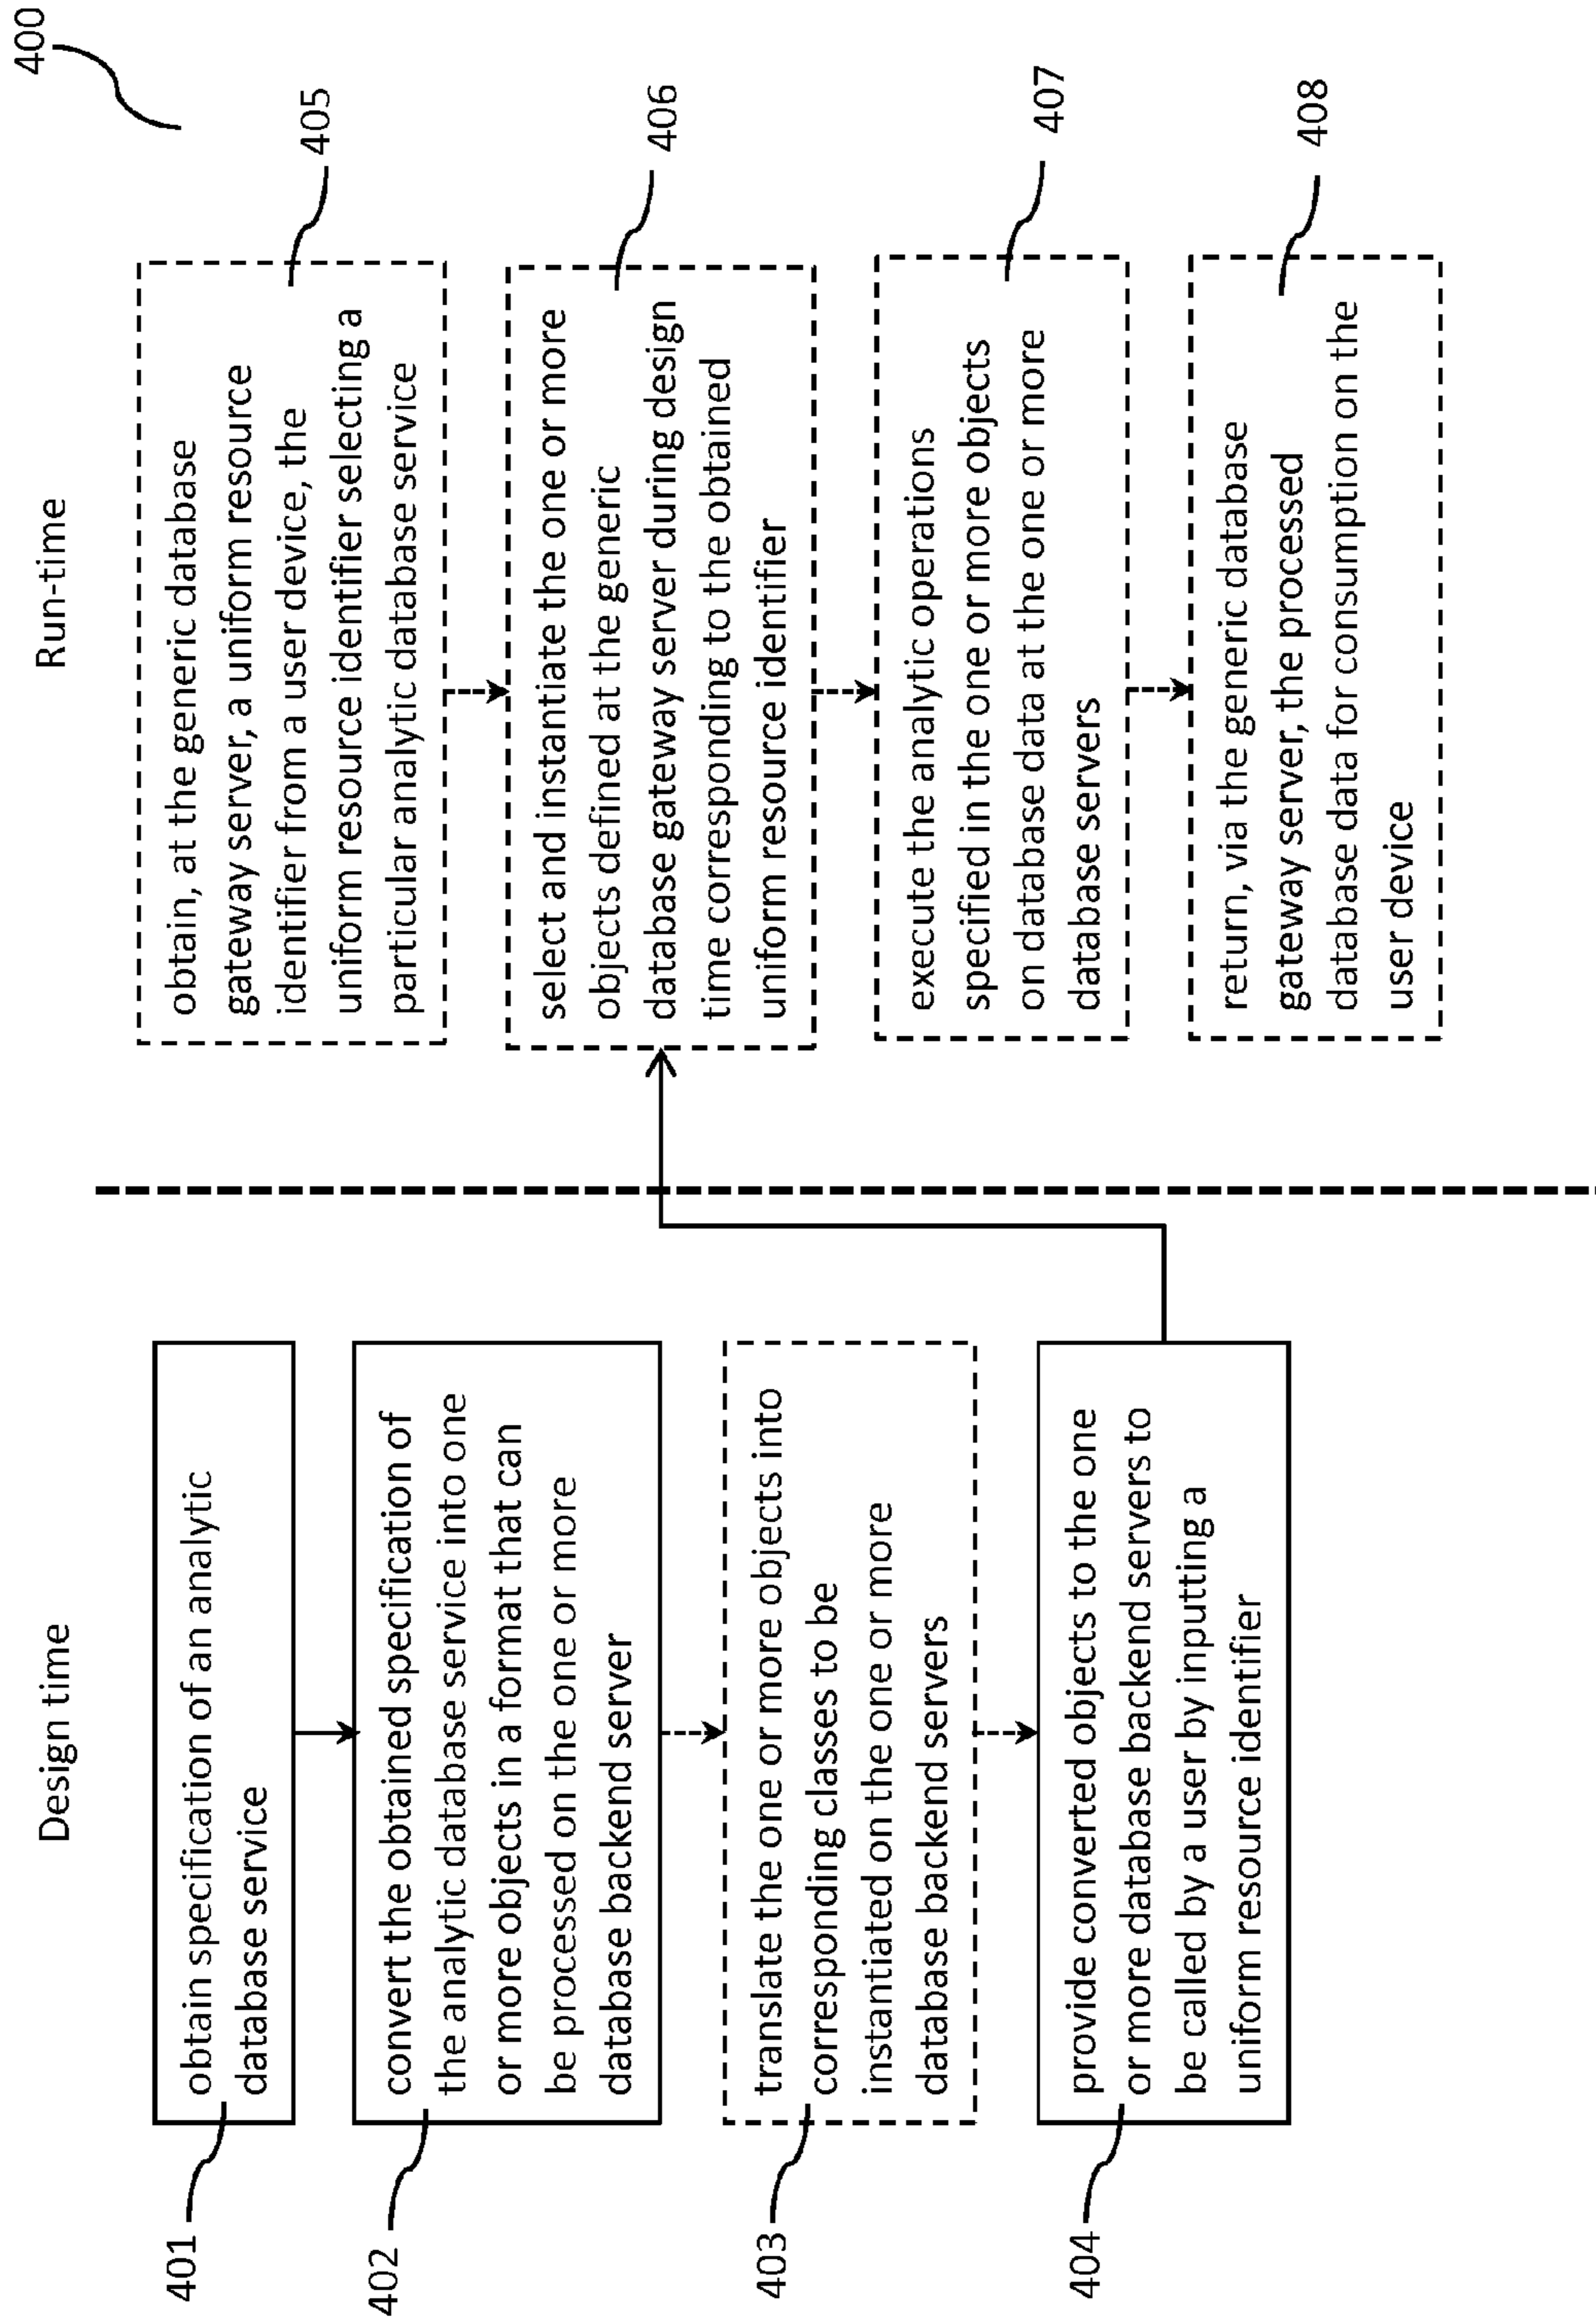 400
Design time
401
obtain specification of an analytic
database service
402
convert the obtained specification of
the analytic database service into one
or more objects in a format that can
be processed on the one or more
database backend server
403
translate the one or more objects into
corresponding classes to be
instantiated on the one or more
database backend servers
404
provide converted objects to the one
or more database backend servers to
be called by a user by inputting a
uniform resource identifier
Run-time
405
obtain, at the generic database
gateway server, a uniform resource
identifier from a user device, the
uniform resource identifier selecting a
particular analytic database service
406
select and instantiate the one or more
objects defined at the generic
database gateway server during design
time corresponding to the obtained
uniform resource identifier
407
execute the analytic operations
specified in the one or more objects
on database data at the one or more
database servers
408
return, via the generic database
gateway server, the processed
database data for consumption on the
user device